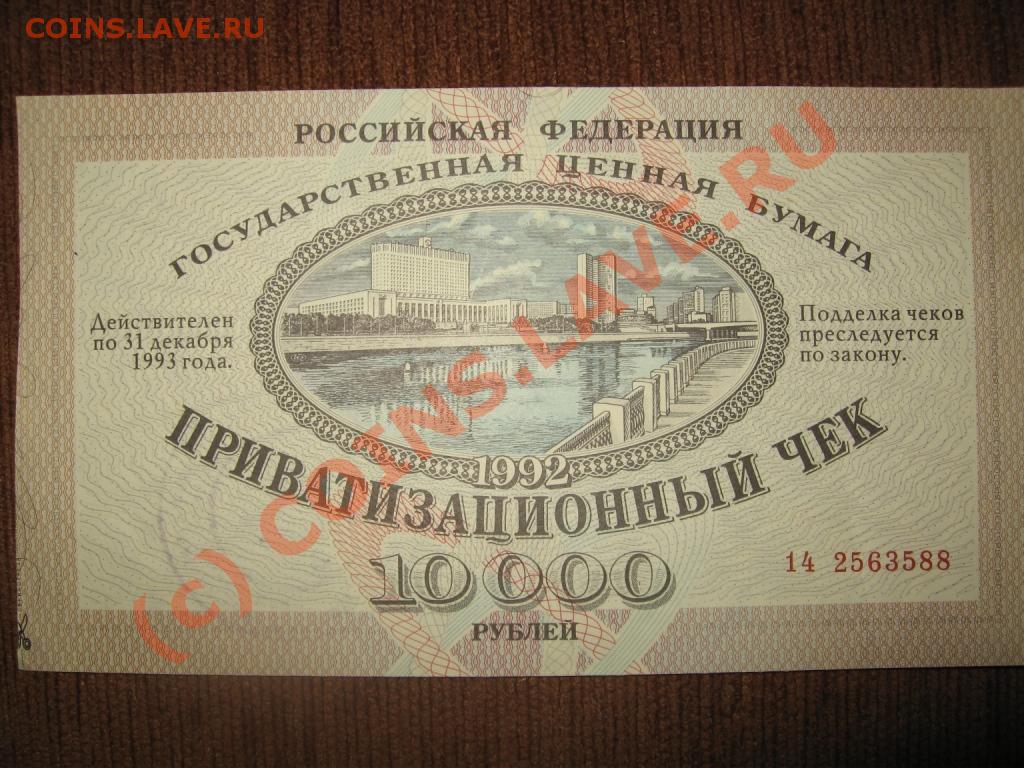 COINS.LAVE.RU
РОССИЙСКАЯ ФЕДЕРАЦИЯ
ГОСУДАРСТВЕННАЯ ЦЕННАЯ БУМАГА
Действителен
по 31 декабря
1993 года.
Подделка чеков
преследуется
по закону.
1992
ПРИВАТИЗАЦИОННЫЙ ЧЕК
10 000
РУБЛЕЙ
14 2563588
(c) COINS.LAVE.RU